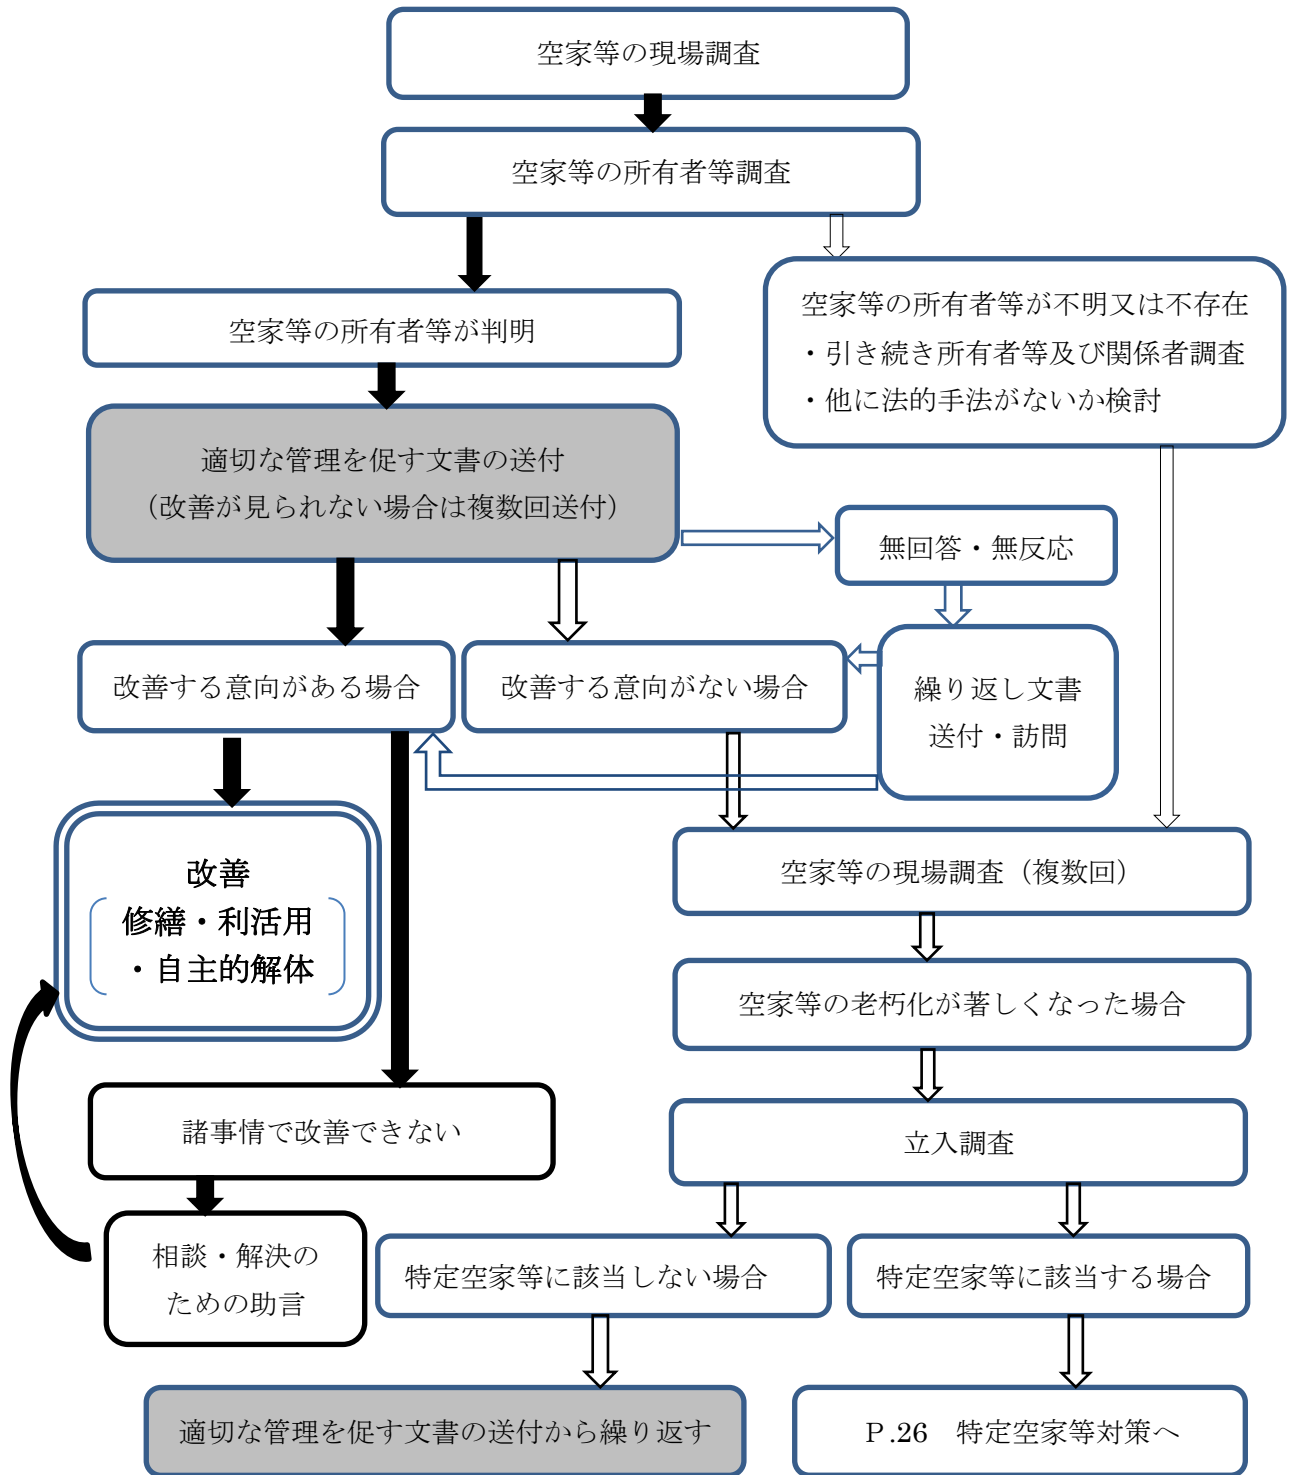 空家等の現場調査
空家等の所有者等調査
空家等の所有者等が判明
空家等の所有者等が不明又は不存在
・引き続き所有者等及び関係者調査
・他に法的手法がないか検討
適切な管理を促す文書の送付
（改善が見られない場合は複数回送付）
無回答・無反応
改善する意向がある場合
改善する意向がない場合
繰り返し文書
送付・訪問
改善
修繕・利活用
・自主的解体
空家等の現場調査（複数回）
空家等の老朽化が著しくなった場合
諸事情で改善できない
立入調査
相談・解決の
ための助言
特定空家等に該当しない場合
特定空家等に該当する場合
適切な管理を促す文書の送付から繰り返す
Ｐ.26　特定空家等対策へ